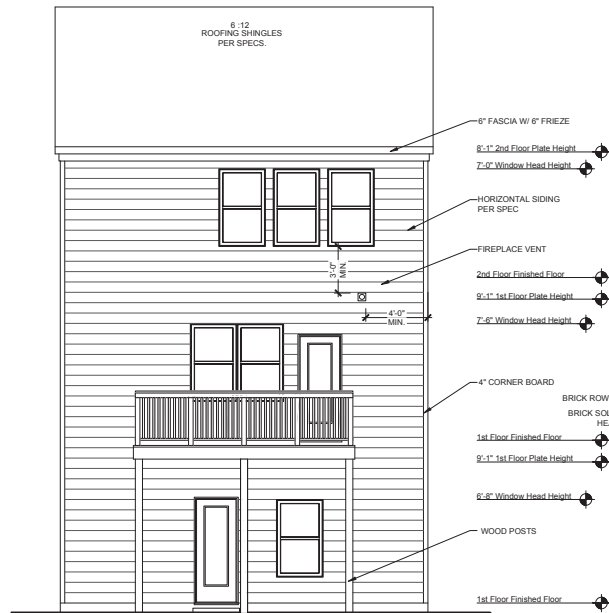 6 :12
ROOFING SHINGLES
PER SPECS.
6" FASCIA W/ 6" FRIEZE
8'-1" 2nd Floor Plate Height
7'-0" Window Head Height
HORIZONTAL SIDING
PER SPEC
FIREPLACE VENT
3'-0"
MIN.
2nd Floor Finished Floor
9'-1" 1st Floor Plate Height
4'-0"
MIN.
7'-6" Window Head Height
4" CORNER BOARD
BRICK ROW
BRICK SOL
HEA
1st Floor Finished Floor
9'-1" 1st Floor Plate Height
6'-8" Window Head Height
WOOD POSTS
1st Floor Finished Floor